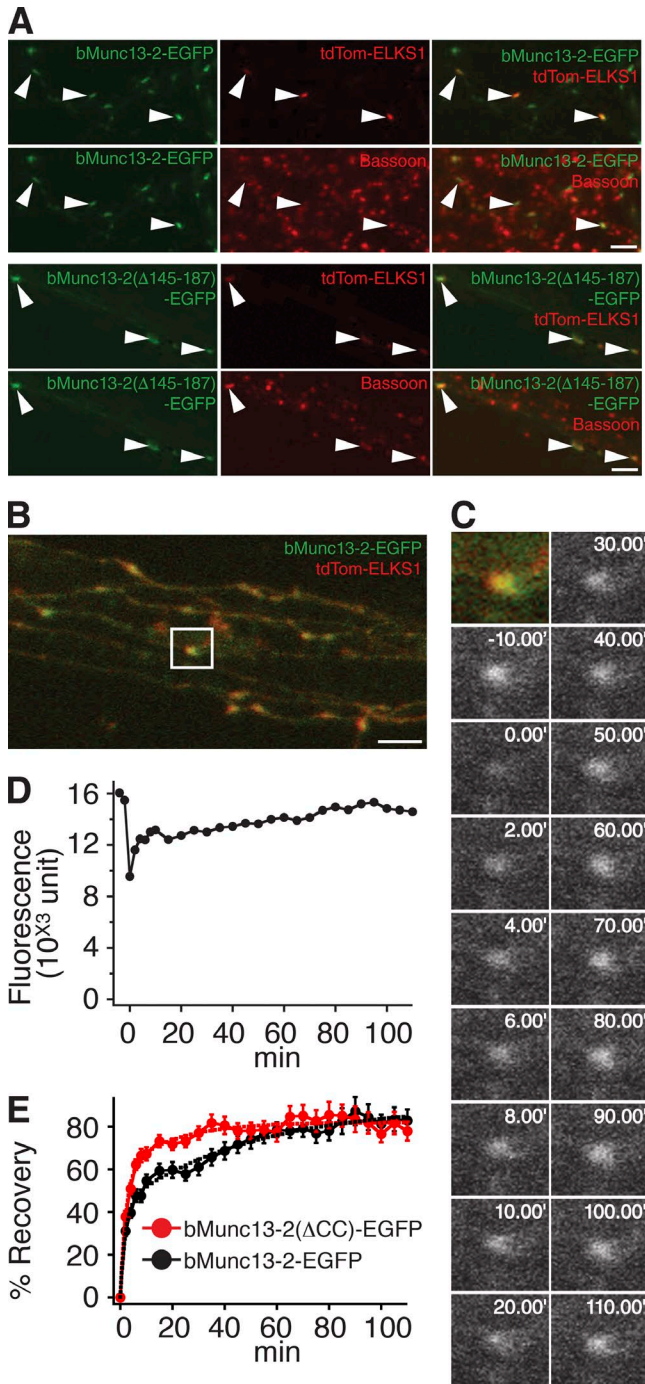 A
bMunc13-2-EGFP
tdTom-ELKS1
bMunc13-2-EGFP
tdTom-ELKS1
bMunc13-2-EGFP
Bassoon
bMunc13-2-EGFP
Bassoon
bMunc13-2(Δ145-187)
-EGFP
tdTom-ELKS1
bMunc13-2(Δ145-187)
-EGFP
tdTom-ELKS1
bMunc13-2(Δ145-187)
-EGFP
Bassoon
bMunc13-2(Δ145-187)
-EGFP
Bassoon
B
bMunc13-2-EGFP
tdTom-ELKS1
C
30.00'
-10.00'
40.00'
0.00'
50.00'
2.00'
60.00'
4.00'
70.00'
6.00'
80.00'
8.00'
90.00'
10.00'
100.00'
20.00'
110.00'
D
Fluorescence
(10^X3 unit)
16
12
8
4
0
0 20 40 60 80 100
min
E
% Recovery
80
60
40
20
0
bMunc13-2(ΔCC)-EGFP
bMunc13-2-EGFP
0 20 40 60 80 100
min